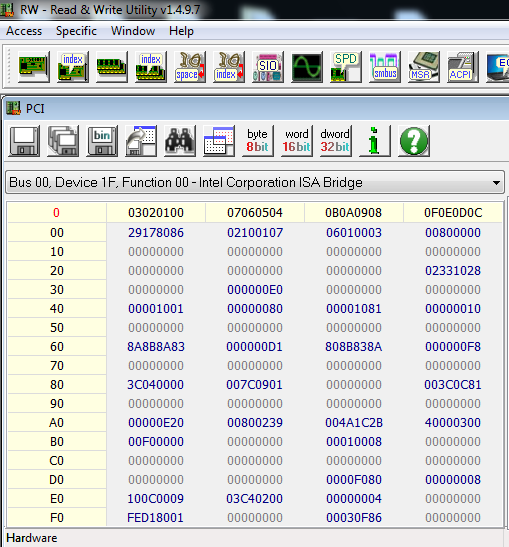 RW - Read & Write Utility v1.4.9.7
Access Specific Window Help
index index space index SIO SPD smbus MSR ACPI EC
PCI
bin byte 8bit word 16bit dword 32bit
Bus 00, Device 1F, Function 00 - Intel Corporation ISA Bridge
0 03020100 07060504 0B0A0908 0F0E0D0C
00 29178086 02100107 06010003 00800000
10 00000000 00000000 00000000 00000000
20 00000000 00000000 00000000 02331028
30 00000000 000000E0 00000000 00000000
40 00001001 00000080 00001081 00000010
50 00000000 00000000 00000000 00000000
60 8A8B8A83 000000D1 808B838A 000000F8
70 00000000 00000000 00000000 00000000
80 3C040000 007C0901 00000000 003C0C81
90 00000000 00000000 00000000 00000000
A0 00000E20 00800239 004A1C2B 40000300
B0 00F00000 00000000 00010008 00000000
C0 00000000 00000000 00000000 00000000
D0 00000000 00000000 0000F080 00000008
E0 100C0009 03C40200 00000004 00000000
F0 FED18001 00000000 00030F86 00000000
Hardware